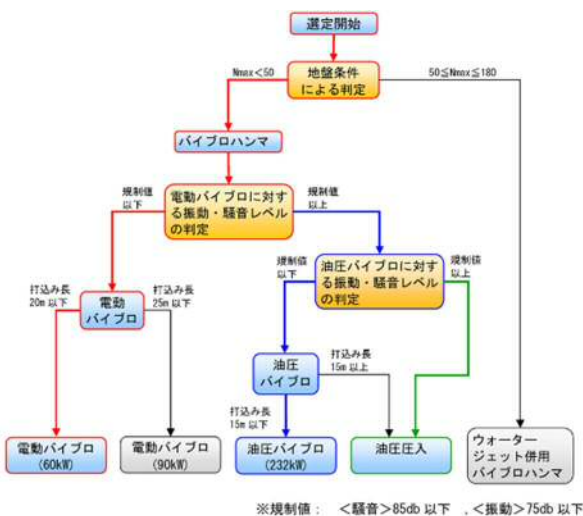 選定開始
Nmax<50
50≦Nmax≦180
地盤条件
による判定
バイブロハンマ
規制値
以下
電動バイブロに対す
る振動・騒音レベル
の判定
規制値
以上
規制値
以下
油圧バイブロに対す
る振動・騒音レベル
の判定
規制値
以上
打込み長
20m 以下
電動
バイブロ
打込み長
25m 以下
油圧
バイブロ
打込み長
15m 以上
打込み長
15m 以下
電動バイブロ
(60kW)
電動バイブロ
(90kW)
油圧バイブロ
(232kW)
油圧圧入
ウォーター
ジェット併用
バイブロハンマ
※規制値： ＜騒音＞85db 以下 ,＜振動＞75db 以下